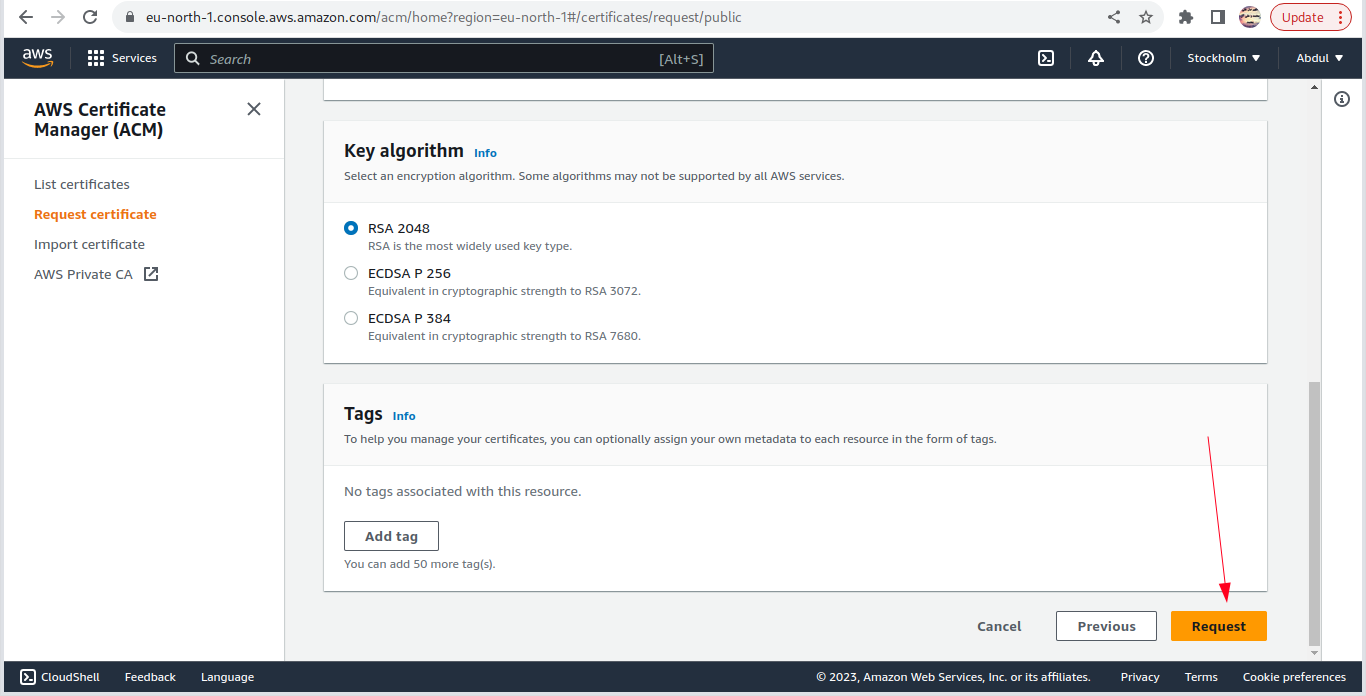 eu-north-1.console.aws.amazon.com/acm/home?region=eu-north-1#/certificates/request/public
Update
aws
Services
Search
[Alt+S]
Stockholm
Abdul
AWS Certificate
Manager (ACM)
List certificates
Request certificate
Import certificate
AWS Private CA
Key algorithm Info
Select an encryption algorithm. Some algorithms may not be supported by all AWS services.
RSA 2048
RSA is the most widely used key type.
ECDSA P 256
Equivalent in cryptographic strength to RSA 3072.
ECDSA P 384
Equivalent in cryptographic strength to RSA 7680.
Tags Info
To help you manage your certificates, you can optionally assign your own metadata to each resource in the form of tags.
No tags associated with this resource.
Add tag
You can add 50 more tag(s).
Cancel
Previous
Request
CloudShell
Feedback
Language
© 2023, Amazon Web Services, Inc. or its affiliates.
Privacy
Terms
Cookie preferences